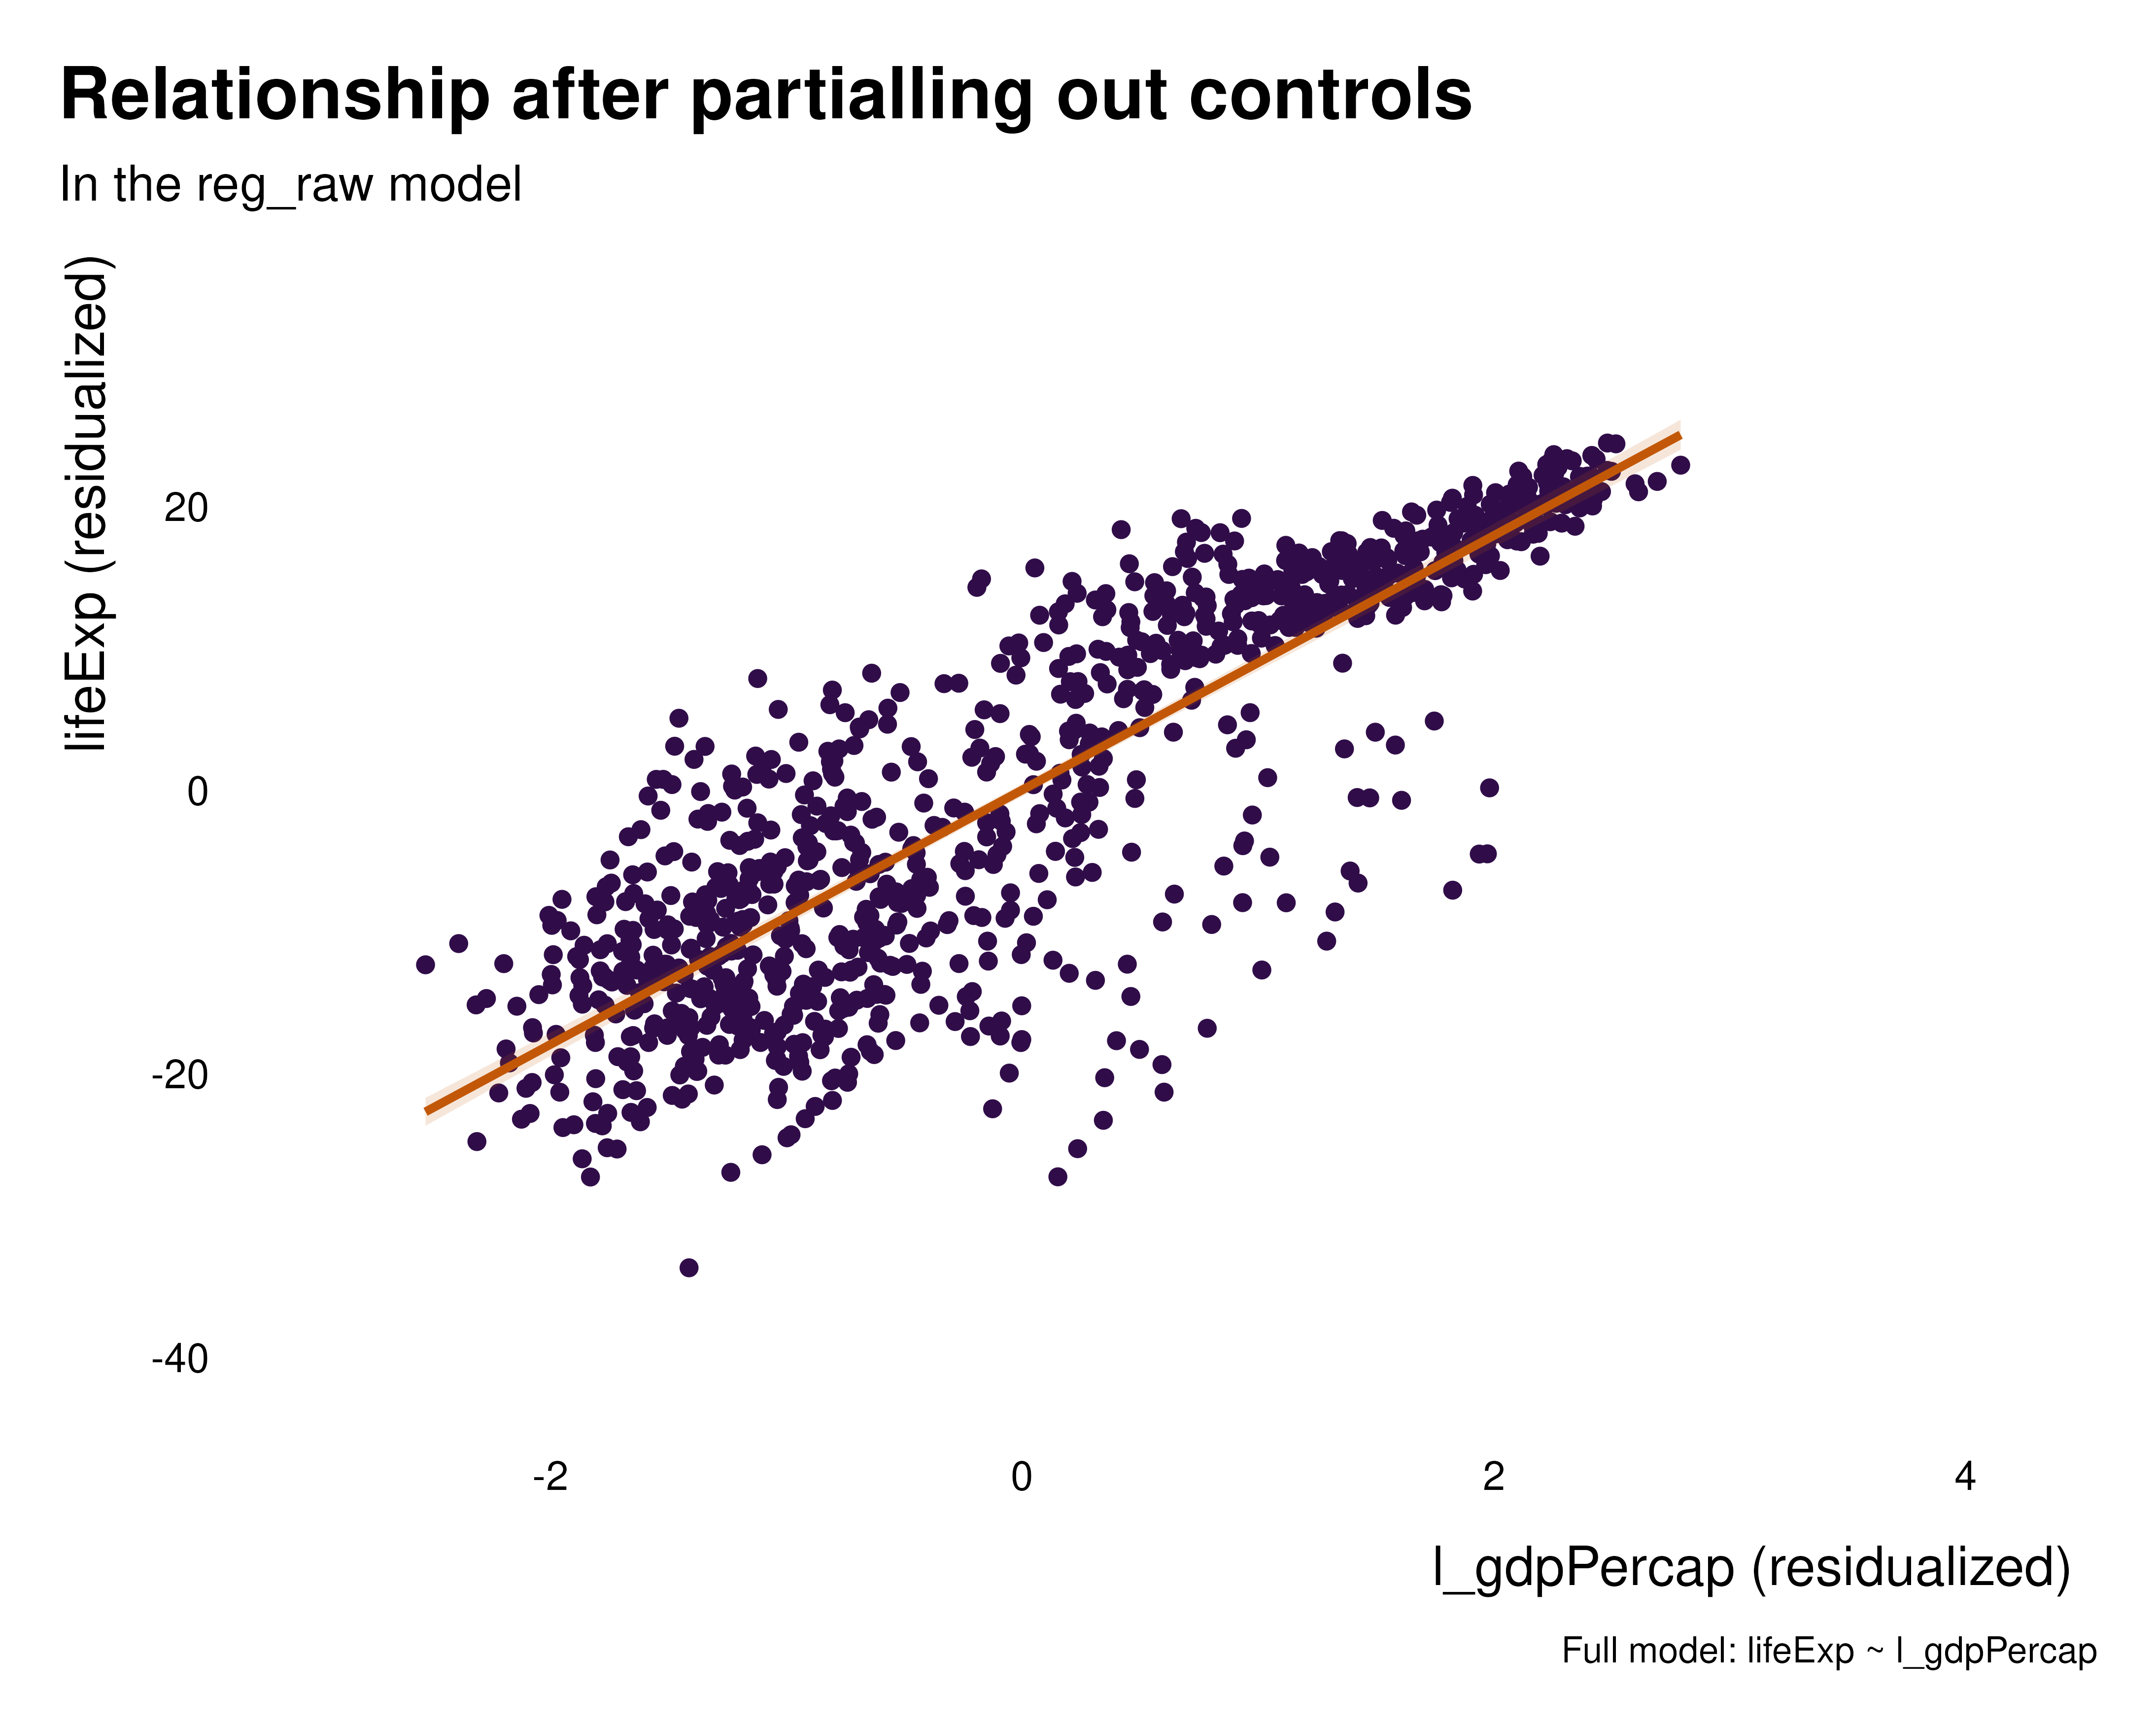 Relationship after partialling out controls
In the reg_raw model
lifeExp (residualized)
20
0
-20
-40
-2
0
2
4
l_gdpPercap (residualized)
Full model: lifeExp ~ l_gdpPercap